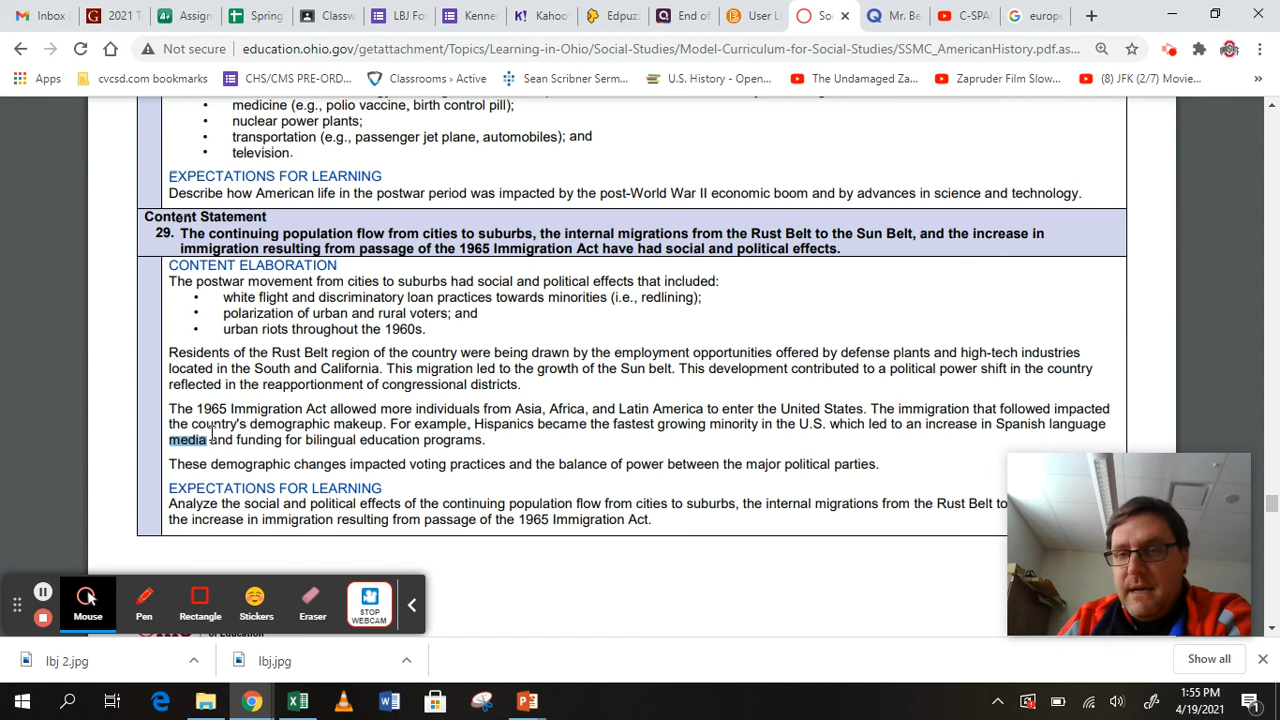 Inbox
2021 T
Assign
Spring
Classw
LBJ Fo
Kenne
Kahoo
Edpuz
End of
User L
So
Mr. Be
C-SPA
europ
Not secure
education.ohio.gov/getattachment/Topics/Learning-in-Ohio/Social-Studies/Model-Curriculum-for-Social-Studies/SSMC_AmericanHistory.pdf.as...
Apps
cvcsd.com bookmarks
CHS/CMS PRE-ORD...
Classrooms > Active
Sean Scribner Serm...
U.S. History - Open...
The Undamaged Za...
Zapruder Film Slow...
(8) JFK (2/7) Movie...
• medicine (e.g., polio vaccine, birth control pill);
• nuclear power plants;
• transportation (e.g., passenger jet plane, automobiles); and
• television.
EXPECTATIONS FOR LEARNING
Describe how American life in the postwar period was impacted by the post-World War II economic boom and by advances in science and technology.
Content Statement
29. The continuing population flow from cities to suburbs, the internal migrations from the Rust Belt to the Sun Belt, and the increase in
immigration resulting from passage of the 1965 Immigration Act have had social and political effects.
CONTENT ELABORATION
The postwar movement from cities to suburbs had social and political effects that included:
• white flight and discriminatory loan practices towards minorities (i.e., redlining);
• polarization of urban and rural voters; and
• urban riots throughout the 1960s.
Residents of the Rust Belt region of the country were being drawn by the employment opportunities offered by defense plants and high-tech industries
located in the South and California. This migration led to the growth of the Sun belt. This development contributed to a political power shift in the country
reflected in the reapportionment of congressional districts.
The 1965 Immigration Act allowed more individuals from Asia, Africa, and Latin America to enter the United States. The immigration that followed impacted
the country's demographic makeup. For example, Hispanics became the fastest growing minority in the U.S. which led to an increase in Spanish language
media and funding for bilingual education programs.
These demographic changes impacted voting practices and the balance of power between the major political parties.
EXPECTATIONS FOR LEARNING
Analyze the social and political effects of the continuing population flow from cities to suburbs, the internal migrations from the Rust Belt to
the increase in immigration resulting from passage of the 1965 Immigration Act.
Mouse
Pen
Rectangle
Stickers
Eraser
STOP
WEBCAM
of Education
lbj 2.jpg
lbj.jpg
Show all
1:55 PM
4/19/2021